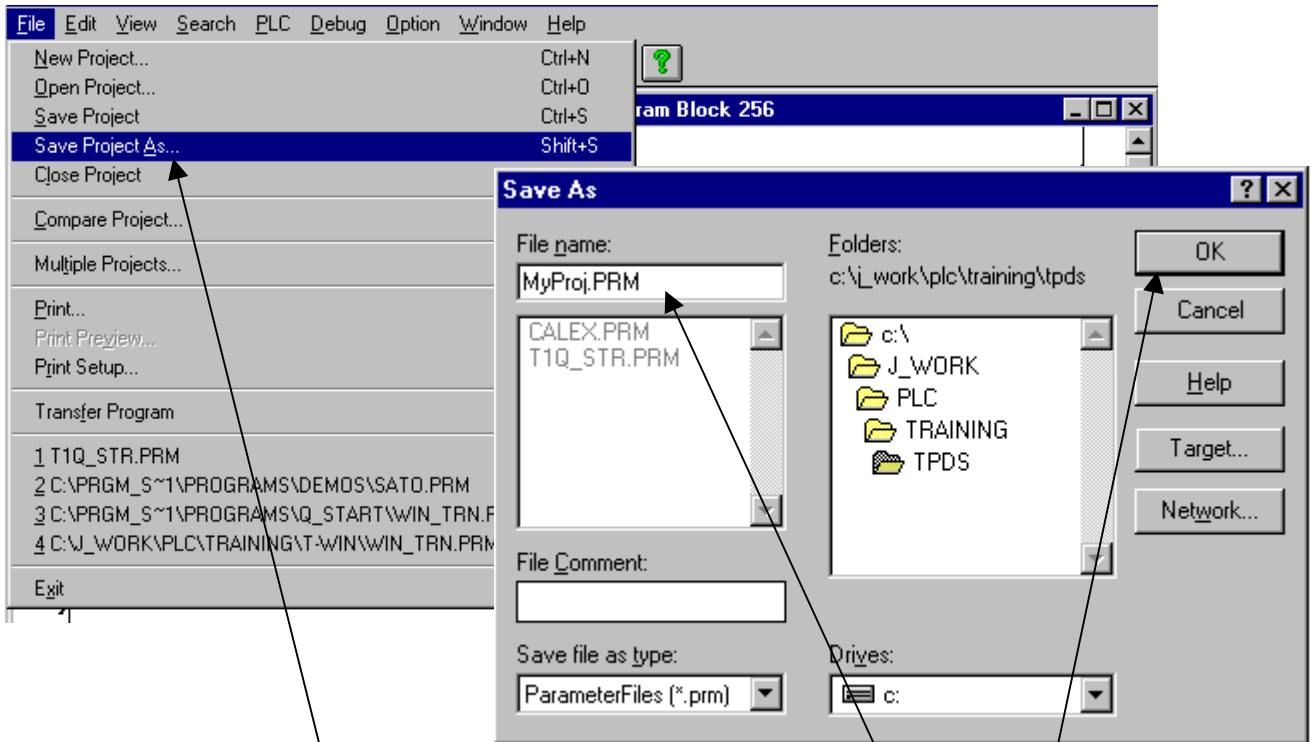 File Edit View Search PLC Debug Option Window Help
New Project... Ctrl+N
Open Project... Ctrl+O
Save Project Ctrl+S
Save Project As... Shift+S
Close Project
Compare Project...
Multiple Projects...
Print...
Print Preview...
Print Setup...
Transfer Program
1 T1Q_STR.PRM
2 C:\PRGM_S~1\PROGRAMS\DEMOS\SATO.PRM
3 C:\PRGM_S~1\PROGRAMS\Q_START\WIN_TRN.P
4 C:\J_WORK\PLC\TRAINING\T-WIN\WIN_TRN.PRM
Exit
ram Block 256
Save As
File name:
MyProj.PRM
CALEX.PRM
T1Q_STR.PRM
File Comment:
Save file as type:
ParameterFiles (*.prm)
Folders:
c:\j_work\plc\training\tpds
c:\
J_WORK
PLC
TRAINING
TPDS
Drives:
c:
OK
Cancel
Help
Target...
Network...